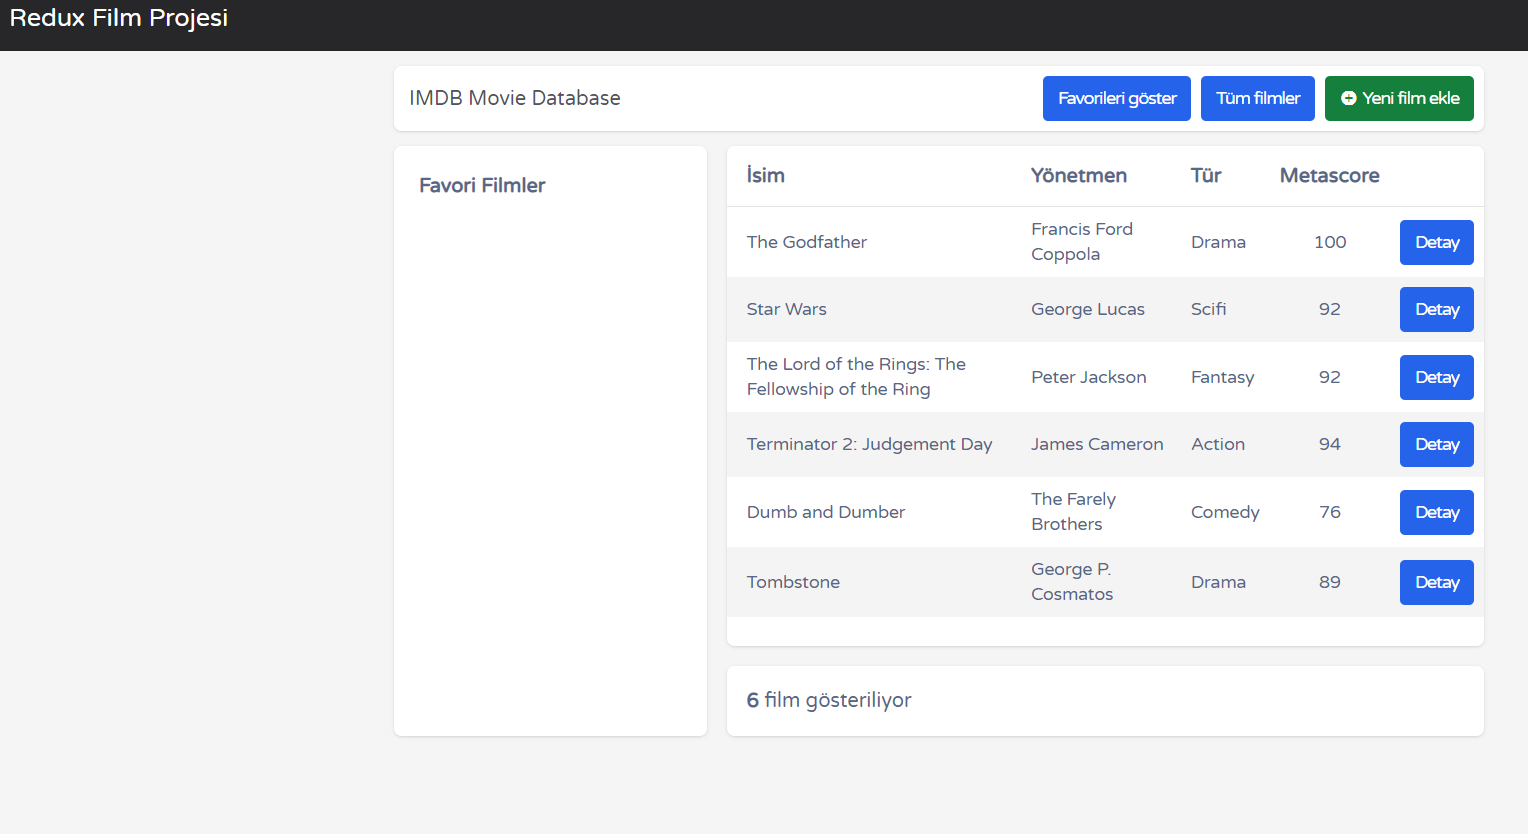 Redux Film Projesi
IMDB Movie Database
Favorileri göster
Tüm filmler
Yeni film ekle
Favori Filmler
İsim Yönetmen Tür Metascore
The Godfather Francis Ford Coppola Drama 100 Detay
Star Wars George Lucas Scifi 92 Detay
The Lord of the Rings: The Fellowship of the Ring Peter Jackson Fantasy 92 Detay
Terminator 2: Judgement Day James Cameron Action 94 Detay
Dumb and Dumber The Farely Brothers Comedy 76 Detay
Tombstone George P. Cosmatos Drama 89 Detay
6 film gösteriliyor